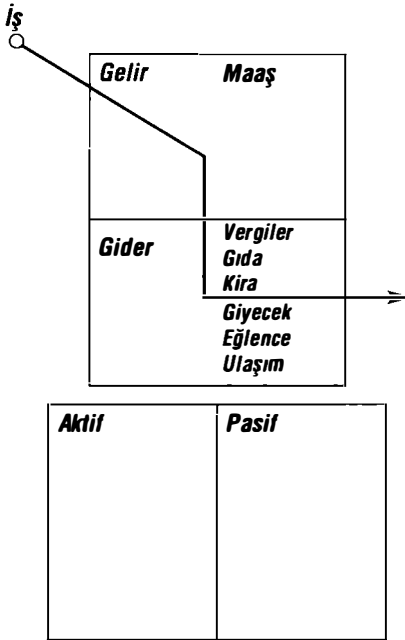 İş
Gelir Maaş
Gider
Vergiler
Gıda
Kira
Giyecek
Eğlence
Ulaşım
Aktif Pasif